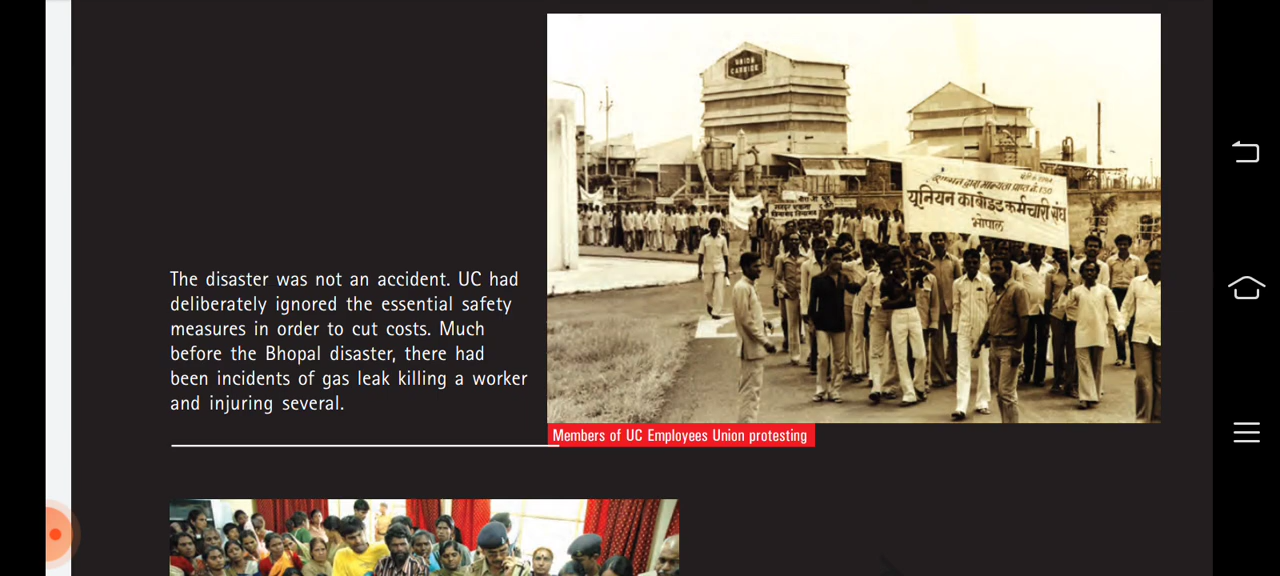 UNION
CARBIDE
द्वारा मान्यता प्राप्त
यूनियन कार्बाइड कर्मचारी संघ
भोपाल
The disaster was not an accident. UC had
deliberately ignored the essential safety
measures in order to cut costs. Much
before the Bhopal disaster, there had
been incidents of gas leak killing a worker
and injuring several.
Members of UC Employees Union protesting